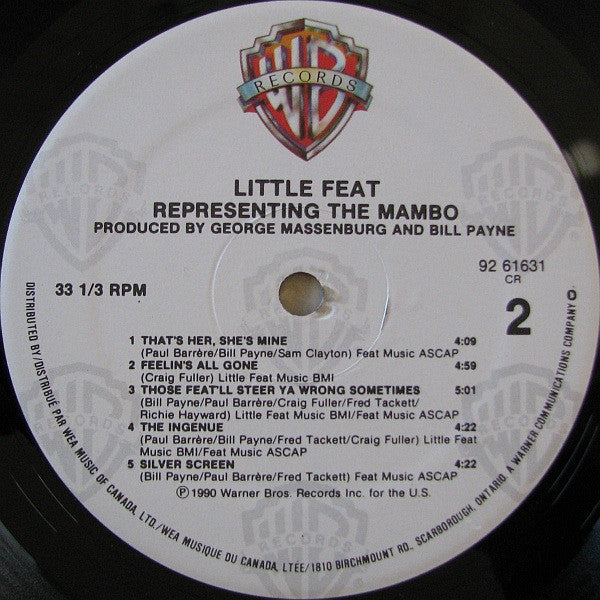 WB
RECORDS
LITTLE FEAT
REPRESENTING THE MAMBO
PRODUCED BY GEORGE MASSENBURG AND BILL PAYNE
33 1/3 RPM
92 61631
CR
2
1 THAT'S HER, SHE'S MINE 4:09
(Paul Barrère/Bill Payne/Sam Clayton) Feat Music ASCAP
2 FEELIN'S ALL GONE 4:59
(Craig Fuller) Little Feat Music BMI
3 THOSE FEAT'LL STEER YA WRONG SOMETIMES 5:01
(Bill Payne/Paul Barrère/Craig Fuller/Fred Tackett/
Richie Hayward) Little Feat Music BMI/Feat Music ASCAP
4 THE INGENUE 4:22
(Paul Barrère/Bill Payne/Fred Tackett/Craig Fuller) Little Feat
Music BMI/Feat Music ASCAP
5 SILVER SCREEN 4:22
(Bill Payne/Paul Barrère/Fred Tackett) Feat Music ASCAP
Ⓟ1990 Warner Bros. Records Inc. for the U.S.
DISTRIBUTED BY/DISTRIBUÉ PAR WEA MUSIC OF CANADA, LTD./WEA MUSIQUE DU CANADA, LTÉE/1810 BIRCHMOUNT RD., SCARBOROUGH, ONTARIO. A WARNER COMMUNICATIONS COMPANY